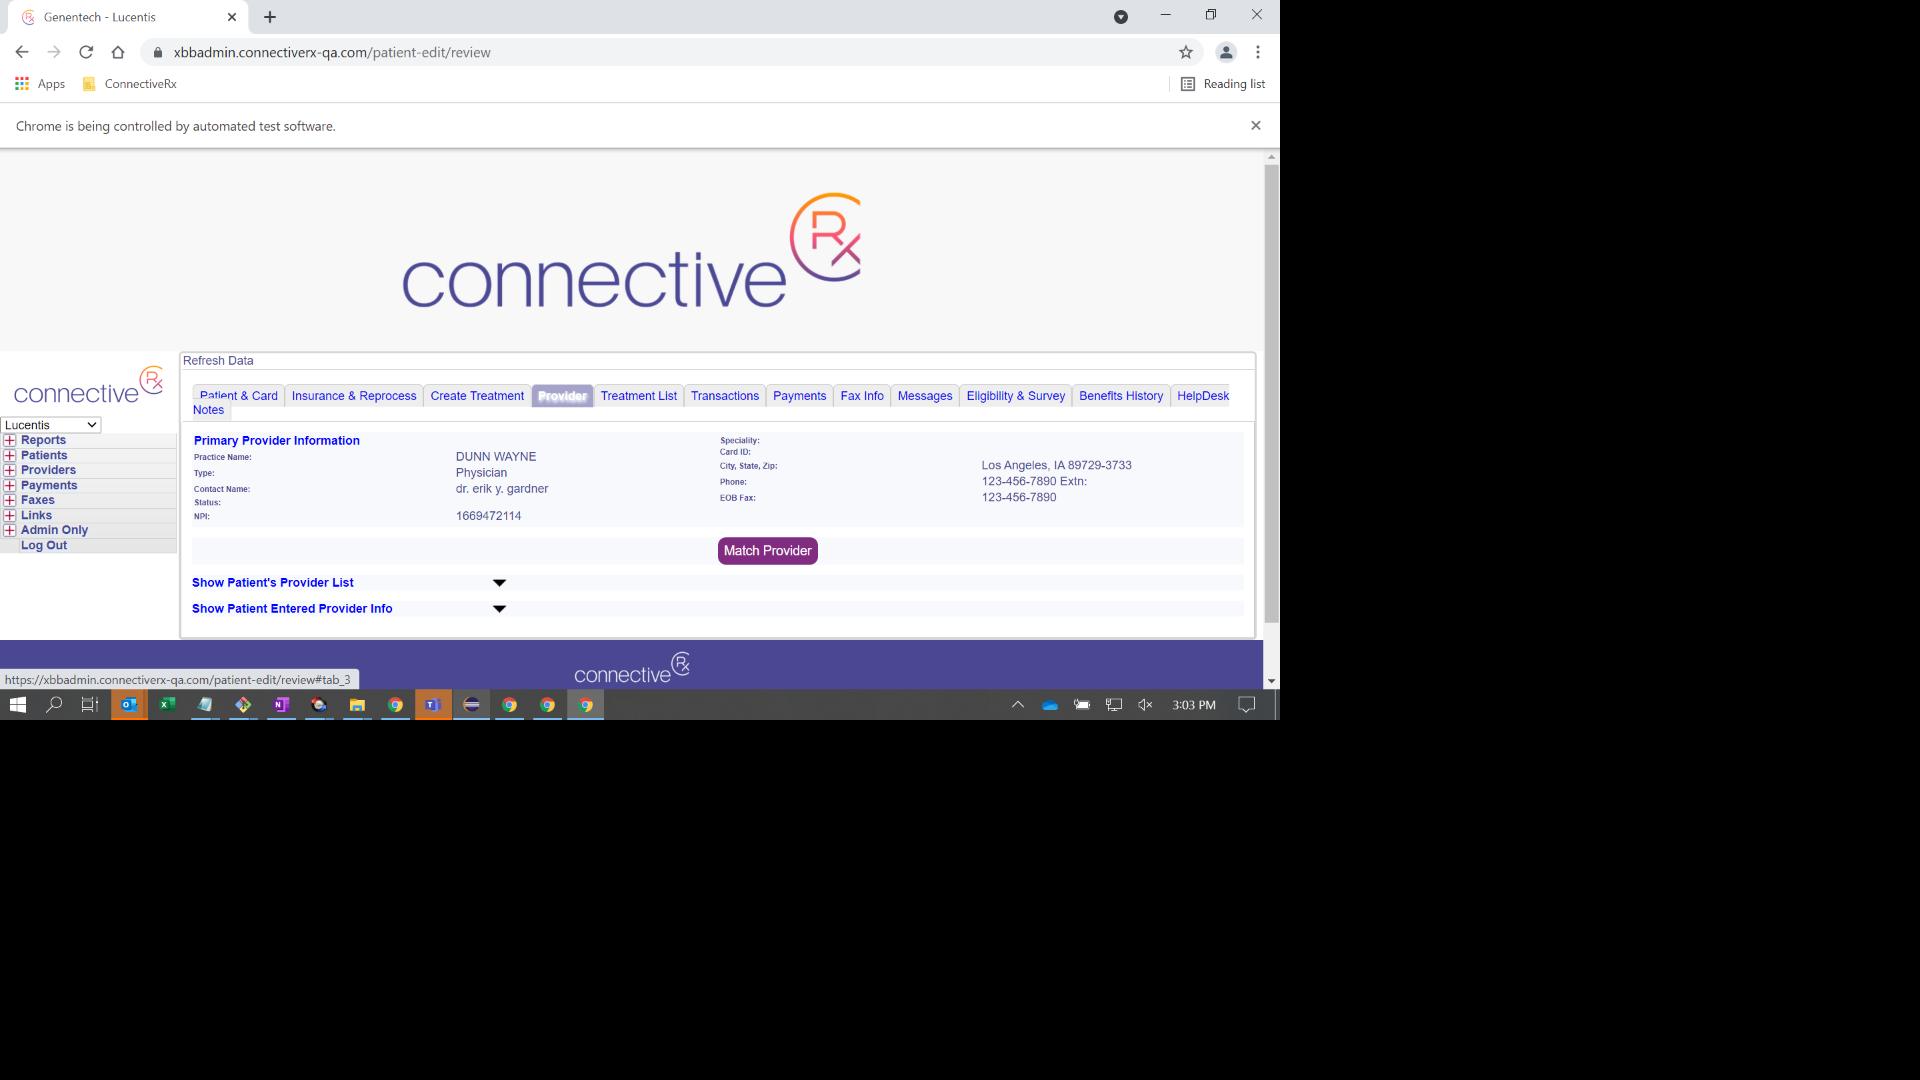 Genentech - Lucentis
xbbadmin.connectiverx-qa.com/patient-edit/review
Apps ConnectiveRx Reading list
Chrome is being controlled by automated test software.
connective Rx
connective Rx
Lucentis
Reports
Patients
Providers
Payments
Faxes
Links
Admin Only
Log Out
Refresh Data
Patient & Card Insurance & Reprocess Create Treatment Provider Treatment List Transactions Payments Fax Info Messages Eligibility & Survey Benefits History HelpDesk
Notes
Primary Provider Information
Practice Name: DUNN WAYNE
Type: Physician
Contact Name: dr. erik y. gardner
Status:
NPI: 1669472114
Speciality:
Card ID:
City, State, Zip: Los Angeles, IA 89729-3733
Phone: 123-456-7890 Extn:
EOB Fax: 123-456-7890
Match Provider
Show Patient's Provider List
Show Patient Entered Provider Info
connective Rx
https://xbbadmin.connectiverx-qa.com/patient-edit/review#tab_3
3:03 PM